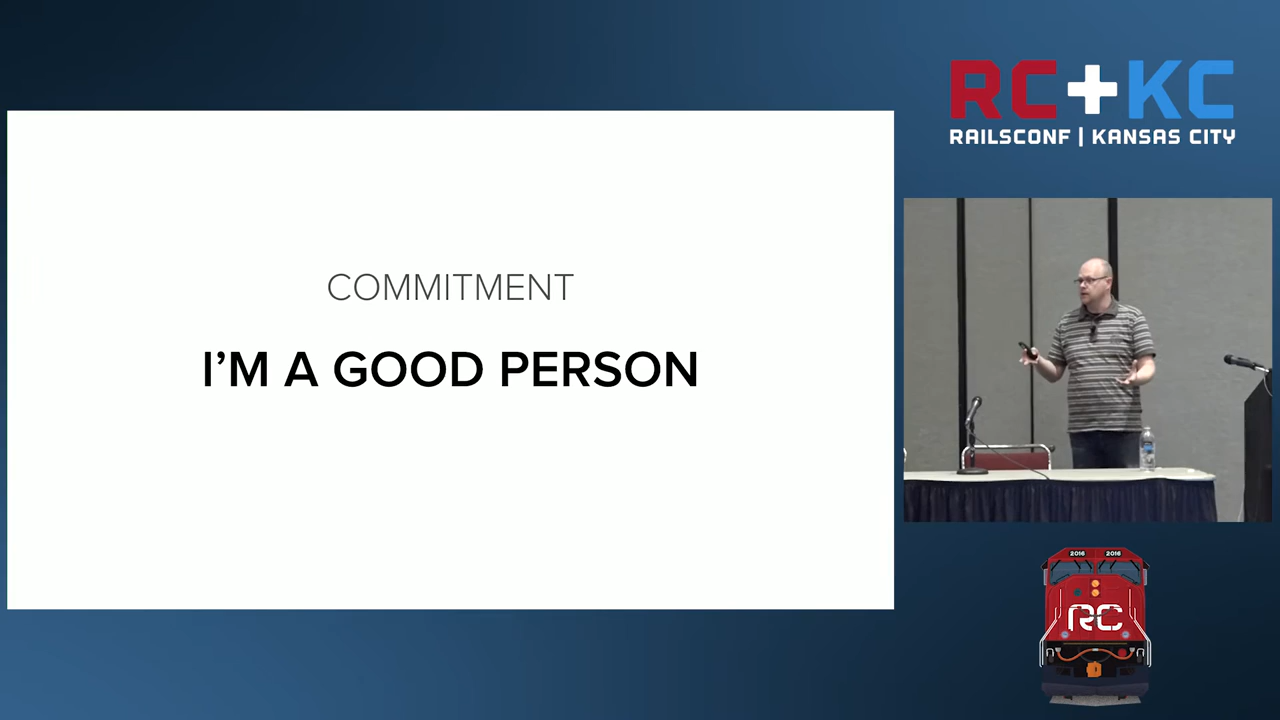 COMMITMENT
I'M A GOOD PERSON
RC+KC
RAILSCONF | KANSAS CITY
2016 2016
RC